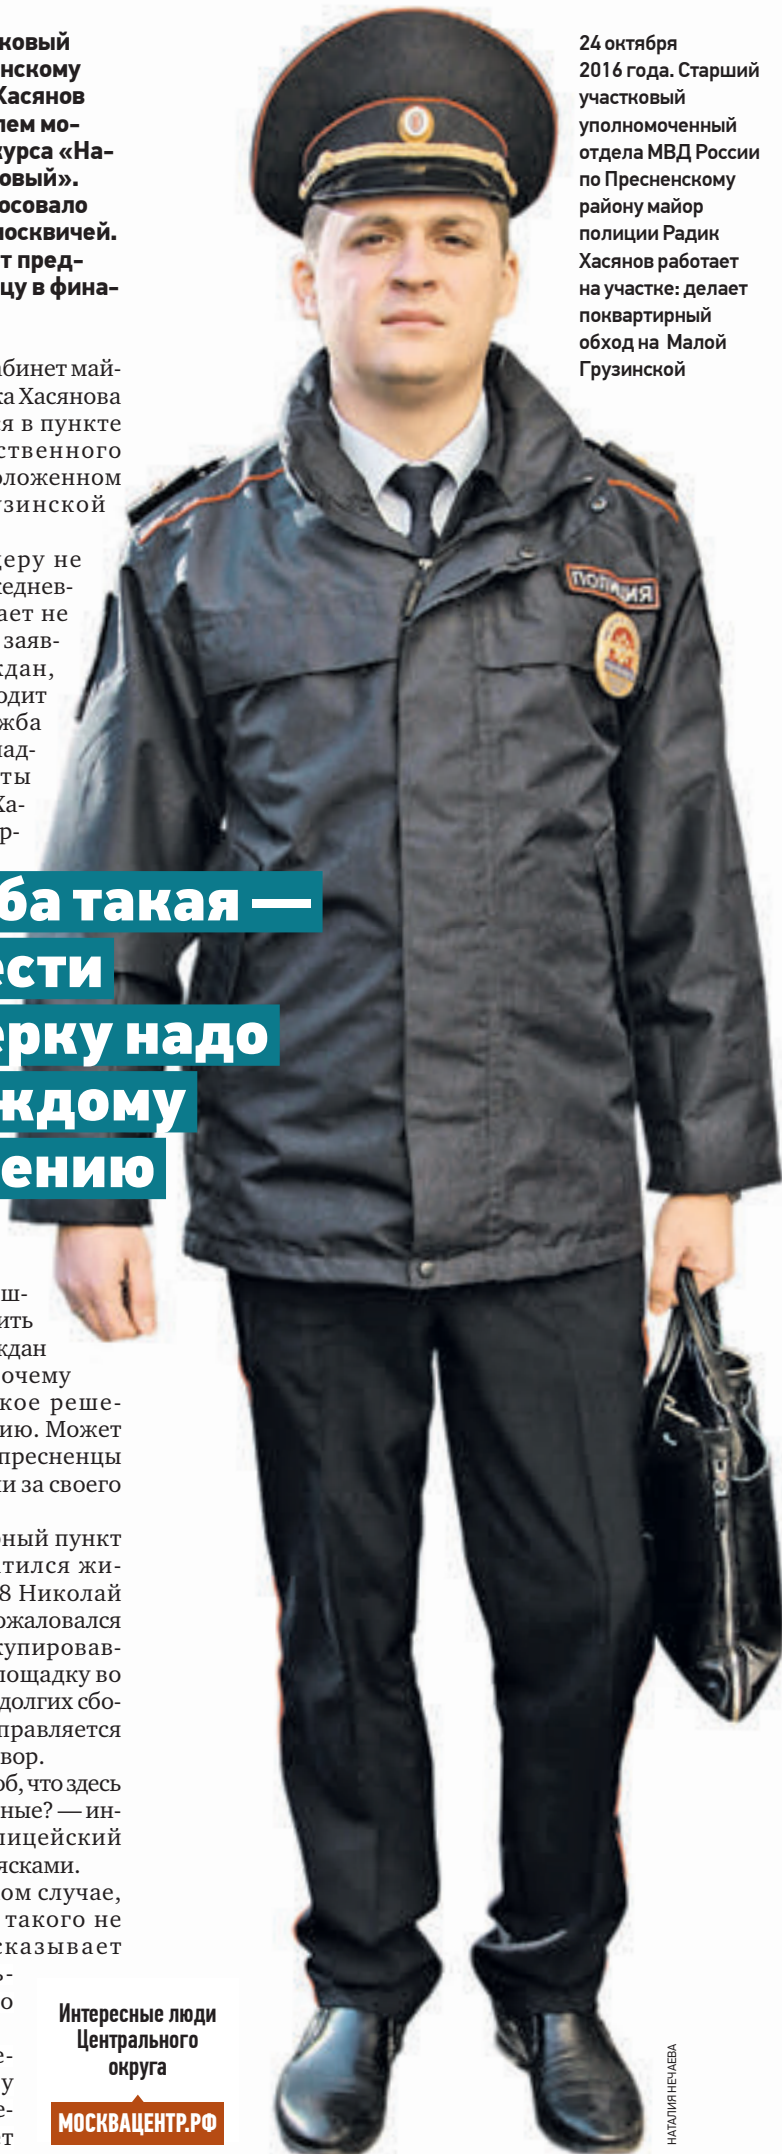 ковый
нскому
Хасянов
лем мо-
курса «На-
овый».
осовало
москвичей.
т пред-
цу в фина-
абинет май-
ка Хасянова
ся в пункте
ственного
оложенном
узинской
церу не
кеднев-
ает не
заяв-
ждан,
одит
жба
над-
ты
Ха-
р-
ба такая —
ести
ерку надо
ждому
ению
ш-
ить
ждан
очему
кое реше-
ию. Может
пресненцы
и за своего
ный пункт
тился жи-
8 Николай
ожаловался
купировав-
лощадку во
долгих сбо-
правляется
вор.
об, что здесь
ные? — ин-
лицейский
ясками.
ом случае,
такого не
сказывает
ь-
о
е-
у
е-
т
24 октября
2016 года. Старший
участковый
уполномоченный
отдела МВД России
по Пресненскому
району майор
полиции Радик
Хасянов работает
на участке: делает
поквартирный
обход на Малой
Грузинской
ПОЛИЦИЯ
Интересные люди
Центрального
округа
МОСКВАЦЕНТР.РФ
НАТАЛИЯ НЕЧАЕВА